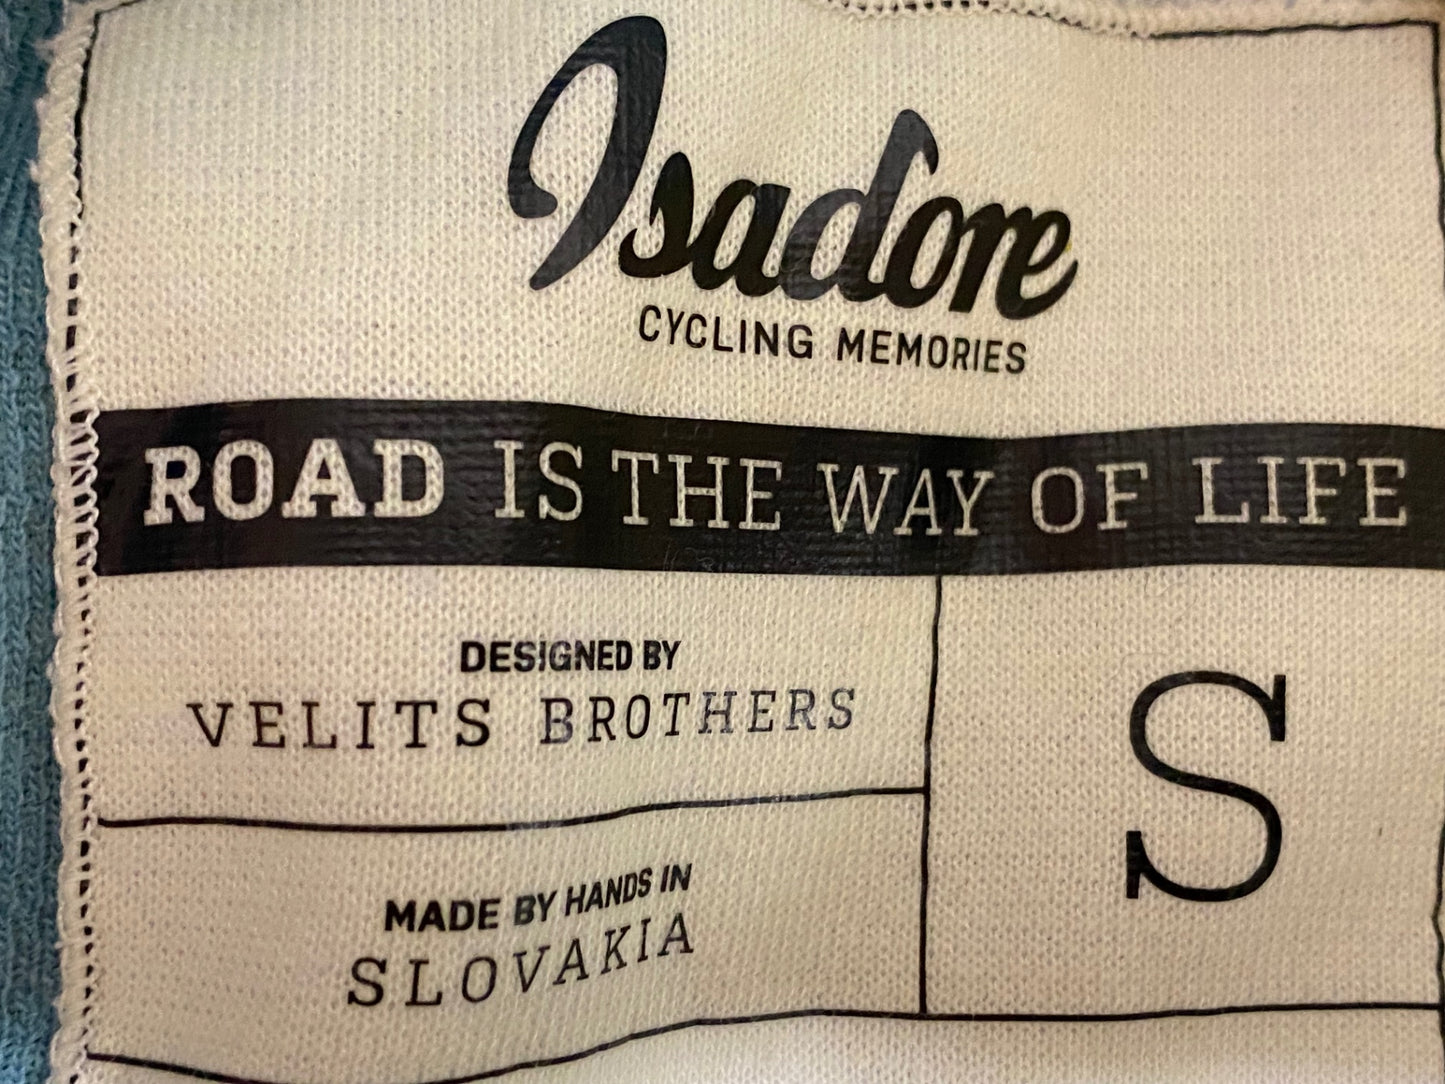 Isadore
CYCLING MEMORIES
ROAD IS THE WAY OF LIFE
DESIGNED BY
VELITS BROTHERS
S
MADE BY HANDS IN
SLOVAKIA